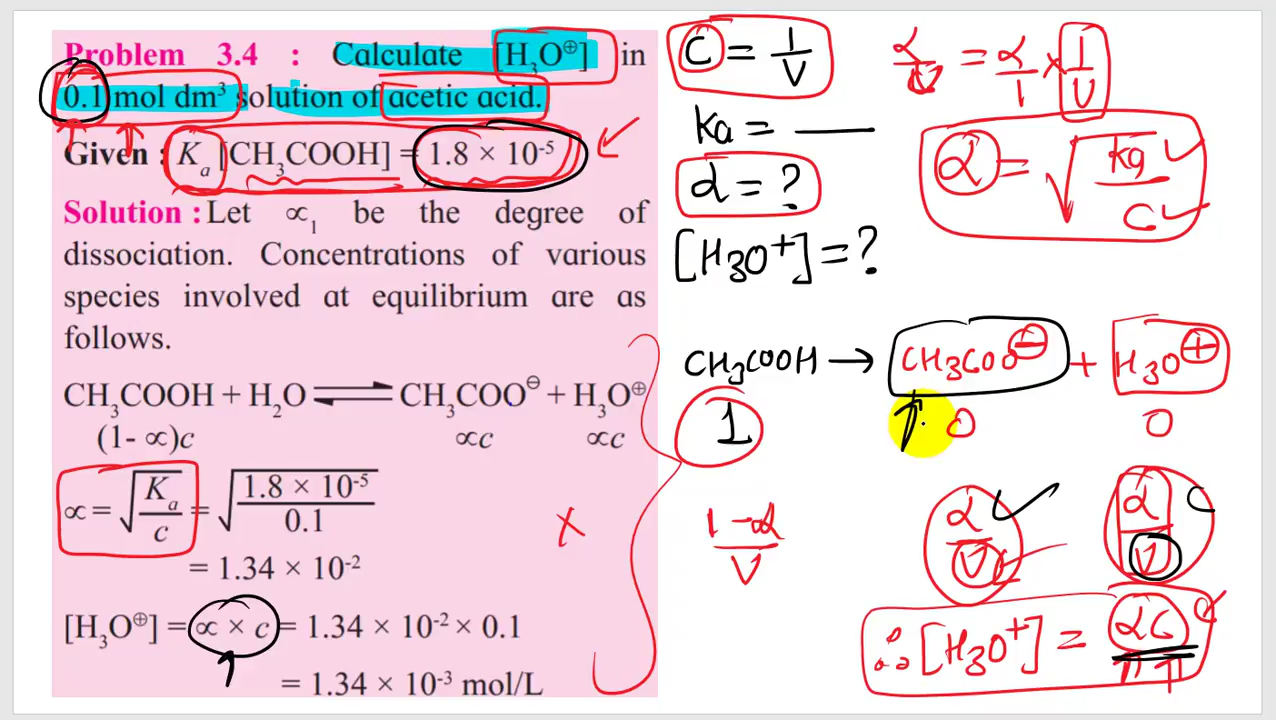 Problem 3.4 : Calculate [H₃O⊕] in
0.1 mol dm³ solution of acetic acid.
Given : Kₐ [CH₃COOH] = 1.8 × 10⁻⁵
Solution : Let ∝₁ be the degree of
dissociation. Concentrations of various
species involved at equilibrium are as
follows.
CH₃COOH + H₂O ⇌ CH₃COO⊖ + H₃O⊕
(1- ∝)c ∝c ∝c
∝ = √(Kₐ/c) = √(1.8 × 10⁻⁵/0.1)
= 1.34 × 10⁻²
[H₃O⊕] = ∝ × c = 1.34 × 10⁻² × 0.1
= 1.34 × 10⁻³ mol/L
x
C = 1/V
Ka = ——
α = ?
[H₃O⁺] = ?
α/V = α/1 × 1/V
α = √(Ka/C)
CH₃COOH → CH₃COO⊖ + H₃O⊕
1 0 0
1-α/V α/V α/V C
∴ [H₃O⁺] = αC